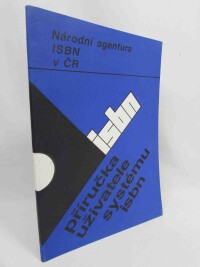 Národní agentura
ISBN
v ČR
isbn
příručka
uživatele
systému
isbn